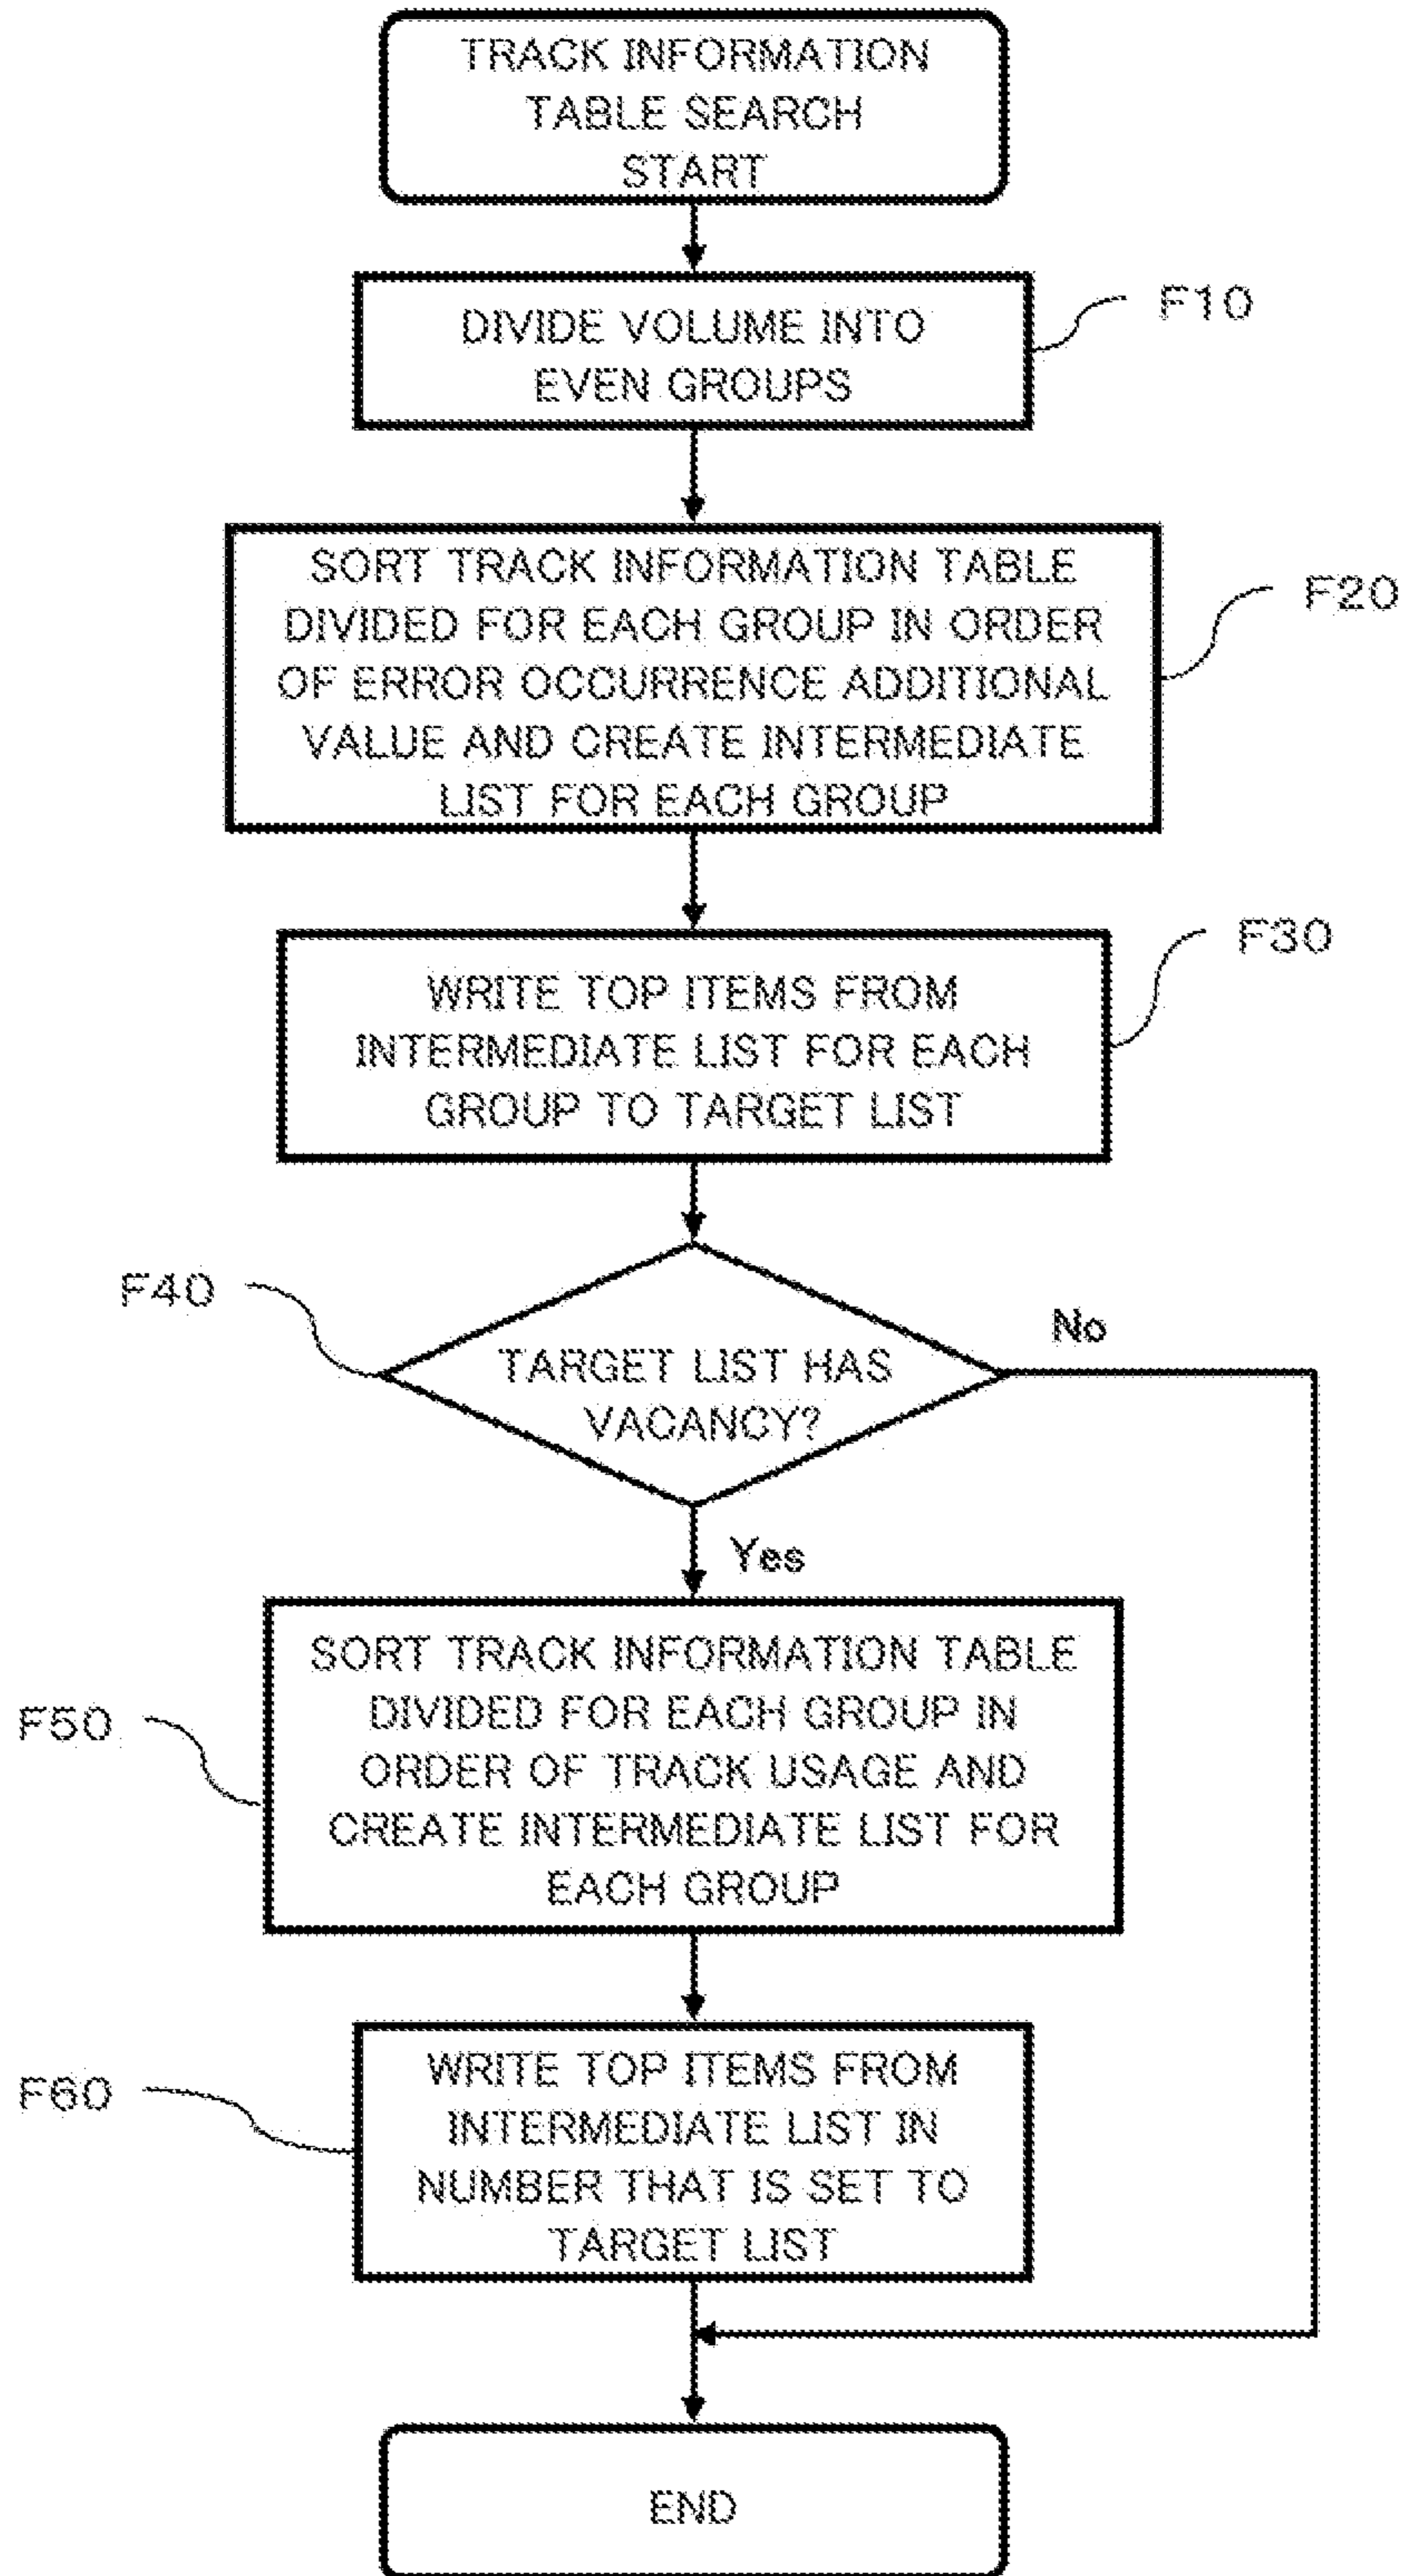 TRACK INFORMATION
TABLE SEARCH
START
DIVIDE VOLUME INTO
EVEN GROUPS
F10
SORT TRACK INFORMATION TABLE
DIVIDED FOR EACH GROUP IN ORDER
OF ERROR OCCURRENCE ADDITIONAL
VALUE AND CREATE INTERMEDIATE
LIST FOR EACH GROUP
F20
WRITE TOP ITEMS FROM
INTERMEDIATE LIST FOR EACH
GROUP TO TARGET LIST
F30
F40
TARGET LIST HAS
VACANCY?
No
Yes
SORT TRACK INFORMATION TABLE
DIVIDED FOR EACH GROUP IN
ORDER OF TRACK USAGE AND
CREATE INTERMEDIATE LIST FOR
EACH GROUP
F50
WRITE TOP ITEMS FROM
INTERMEDIATE LIST IN
NUMBER THAT IS SET TO
TARGET LIST
F60
END